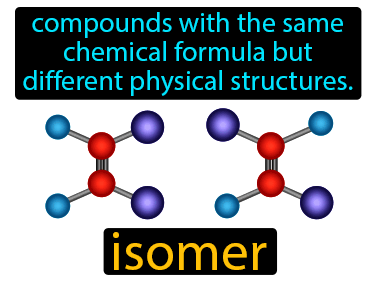 compounds with the same
chemical formula but
different physical structures.
isomer